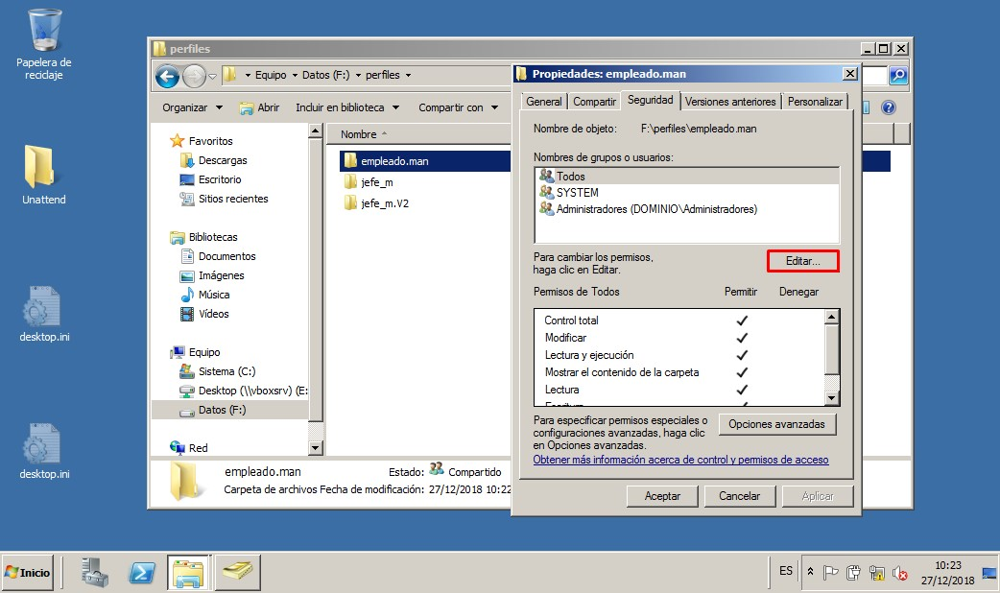 Papelera de
reciclaje
Unattend
desktop.ini
desktop.ini
perfiles
Equipo
Datos (F:)
perfiles
Organizar
Abrir
Incluir en biblioteca
Compartir con
Favoritos
Descargas
Escritorio
Sitios recientes
Bibliotecas
Documentos
Imágenes
Música
Vídeos
Equipo
Sistema (C:)
Desktop (\\vboxsrv) (E:
Datos (F:)
Red
Nombre
empleado.man
jefe_m
jefe_m.V2
empleado.man
Estado:
Compartido
Carpeta de archivos
Fecha de modificación: 27/12/2018 10:22
Propiedades: empleado.man
General
Compartir
Seguridad
Versiones anteriores
Personalizar
Nombre de objeto:
F:\perfiles\empleado.man
Nombres de grupos o usuarios:
Todos
SYSTEM
Administradores (DOMINIO\Administradores)
Para cambiar los permisos,
haga clic en Editar.
Editar...
Permisos de Todos
Permitir
Denegar
Control total
Modificar
Lectura y ejecución
Mostrar el contenido de la carpeta
Lectura
Escritura
Para especificar permisos especiales o
configuraciones avanzadas, haga clic
en Opciones avanzadas.
Opciones avanzadas
Obtener más información acerca de control y permisos de acceso
Aceptar
Cancelar
Aplicar
Inicio
ES
10:23
27/12/2018